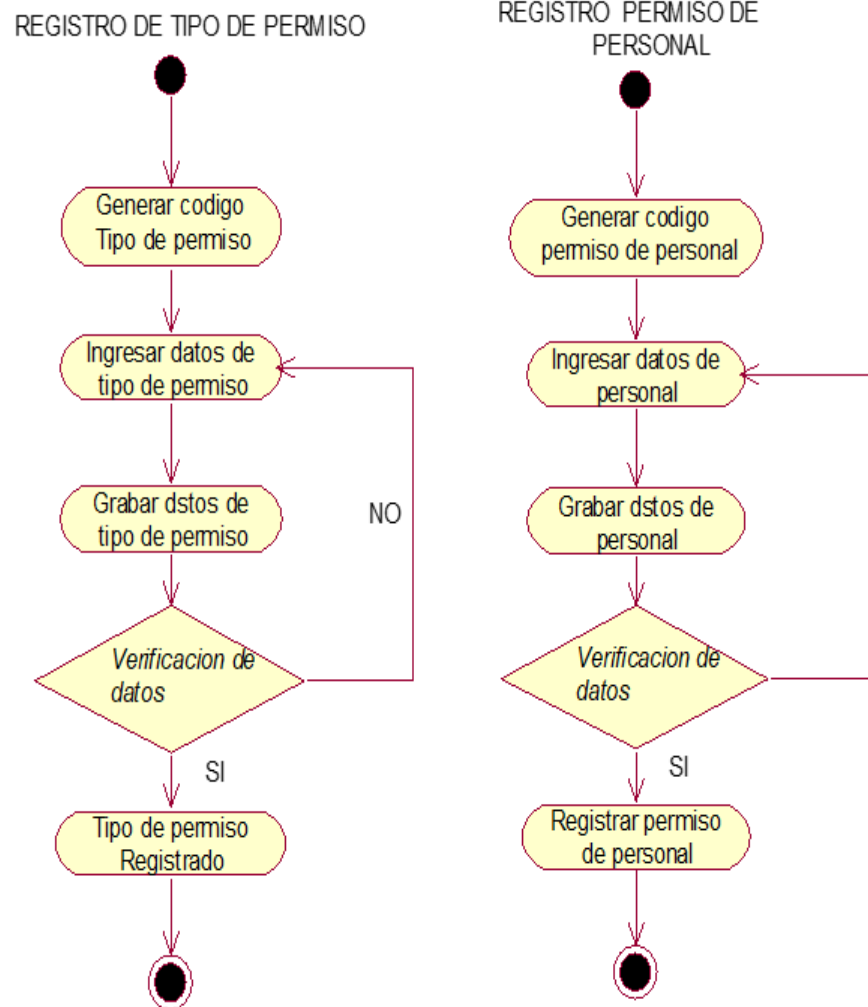 REGISTRO DE TIPO DE PERMISO
Generar codigo
Tipo de permiso
Ingresar datos de
tipo de permiso
Grabar dstos de
tipo de permiso
NO
Verificacion de
datos
SI
Tipo de permiso
Registrado
REGISTRO PERMISO DE
PERSONAL
Generar codigo
permiso de personal
Ingresar datos de
personal
Grabar dstos de
personal
Verificacion de
datos
SI
Registrar permiso
de personal